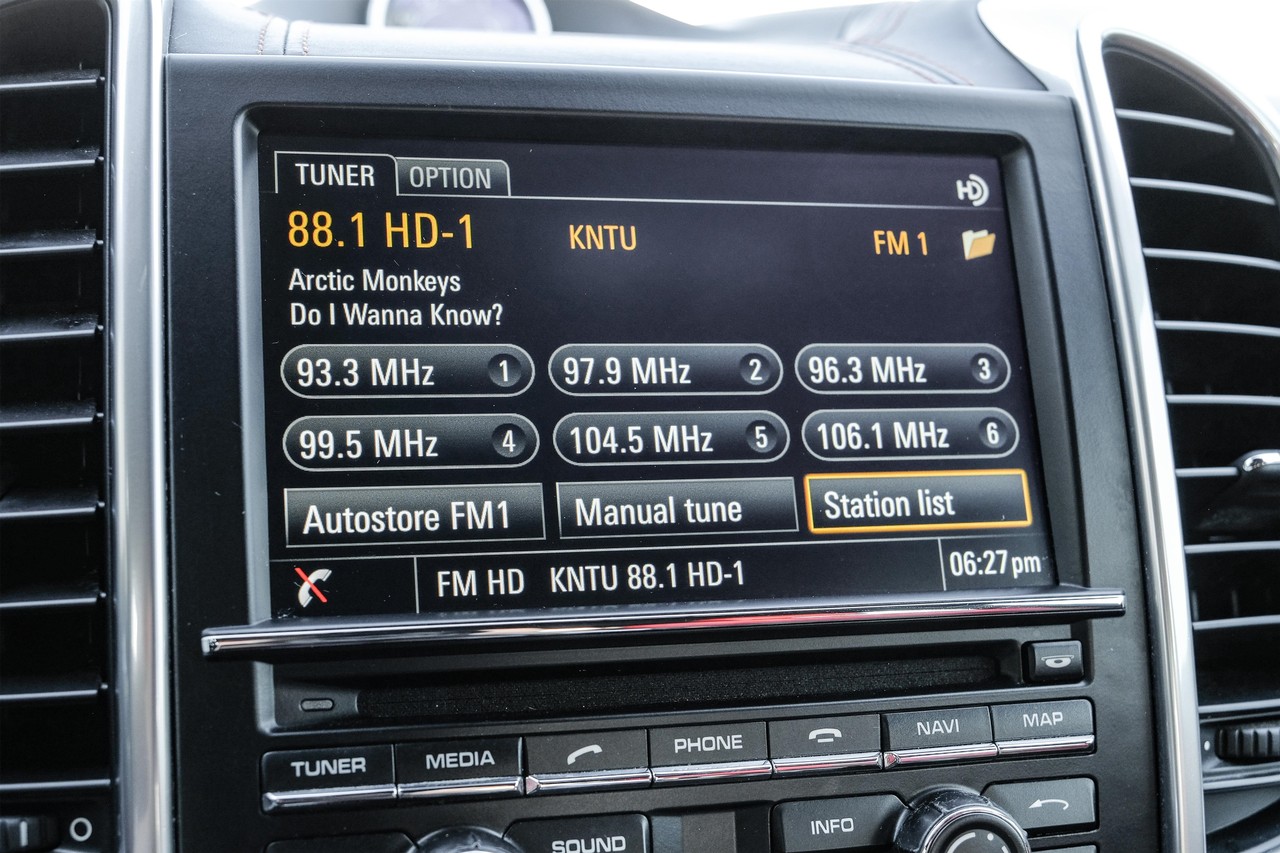 TUNER OPTION
HD
88.1 HD-1 KNTU FM 1
Arctic Monkeys
Do I Wanna Know?
93.3 MHz 1 97.9 MHz 2 96.3 MHz 3
99.5 MHz 4 104.5 MHz 5 106.1 MHz 6
Autostore FM1 Manual tune Station list
FM HD KNTU 88.1 HD-1 06:27pm
TUNER MEDIA PHONE NAVI MAP
SOUND INFO